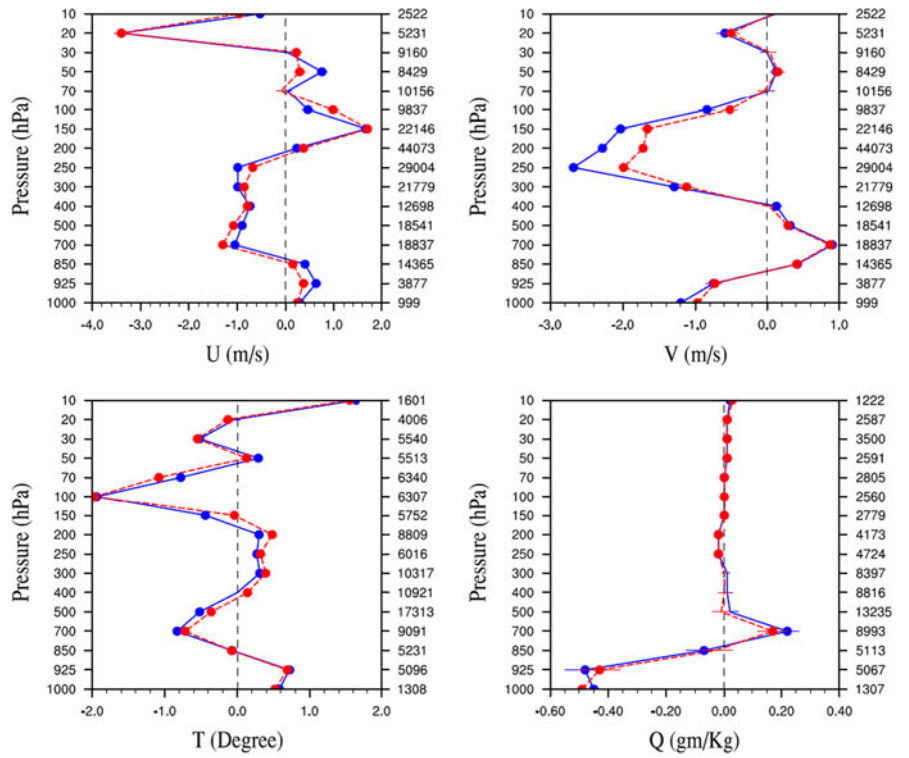 10 2522 10
20 5231 20
30 9160 30
50 8429 50
70 10156 70
100 9837 100 9837
150 22146 150 22146
200 44073 200 44073
250 29004 250 29004
300 21779 300 21779
400 12698 400 12698
500 18541 500 18541
700 18837 700 18837
850 14365 850 14365
925 3877 925 3877
1000 999 1000 999
2522
5231
9160
8429
10156
Pressure (hPa) Pressure (hPa)
-4.0 -3.0 -2.0 -1.0 0.0 1.0 2.0 -3.0 -2.0 -1.0 0.0 1.0
U (m/s) V (m/s)
10 1601 10 1222
20 4006 20 2587
30 5540 30 3500
50 5513 50 2591
70 6340 70 2805
100 6307 100 2560
150 5752 150 2779
200 8809 200 4173
250 6016 250 4724
300 10317 300 8397
400 10921 400 8816
500 17313 500 13235
700 9091 700 8993
850 5231 850 5113
925 5096 925 5067
1000 1308 1000 1307
Pressure (hPa) Pressure (hPa)
-2.0 -1.0 0.0 1.0 2.0 -0.60 -0.40 -0.20 0.00 0.20 0.40
T (Degree) Q (gm/Kg)